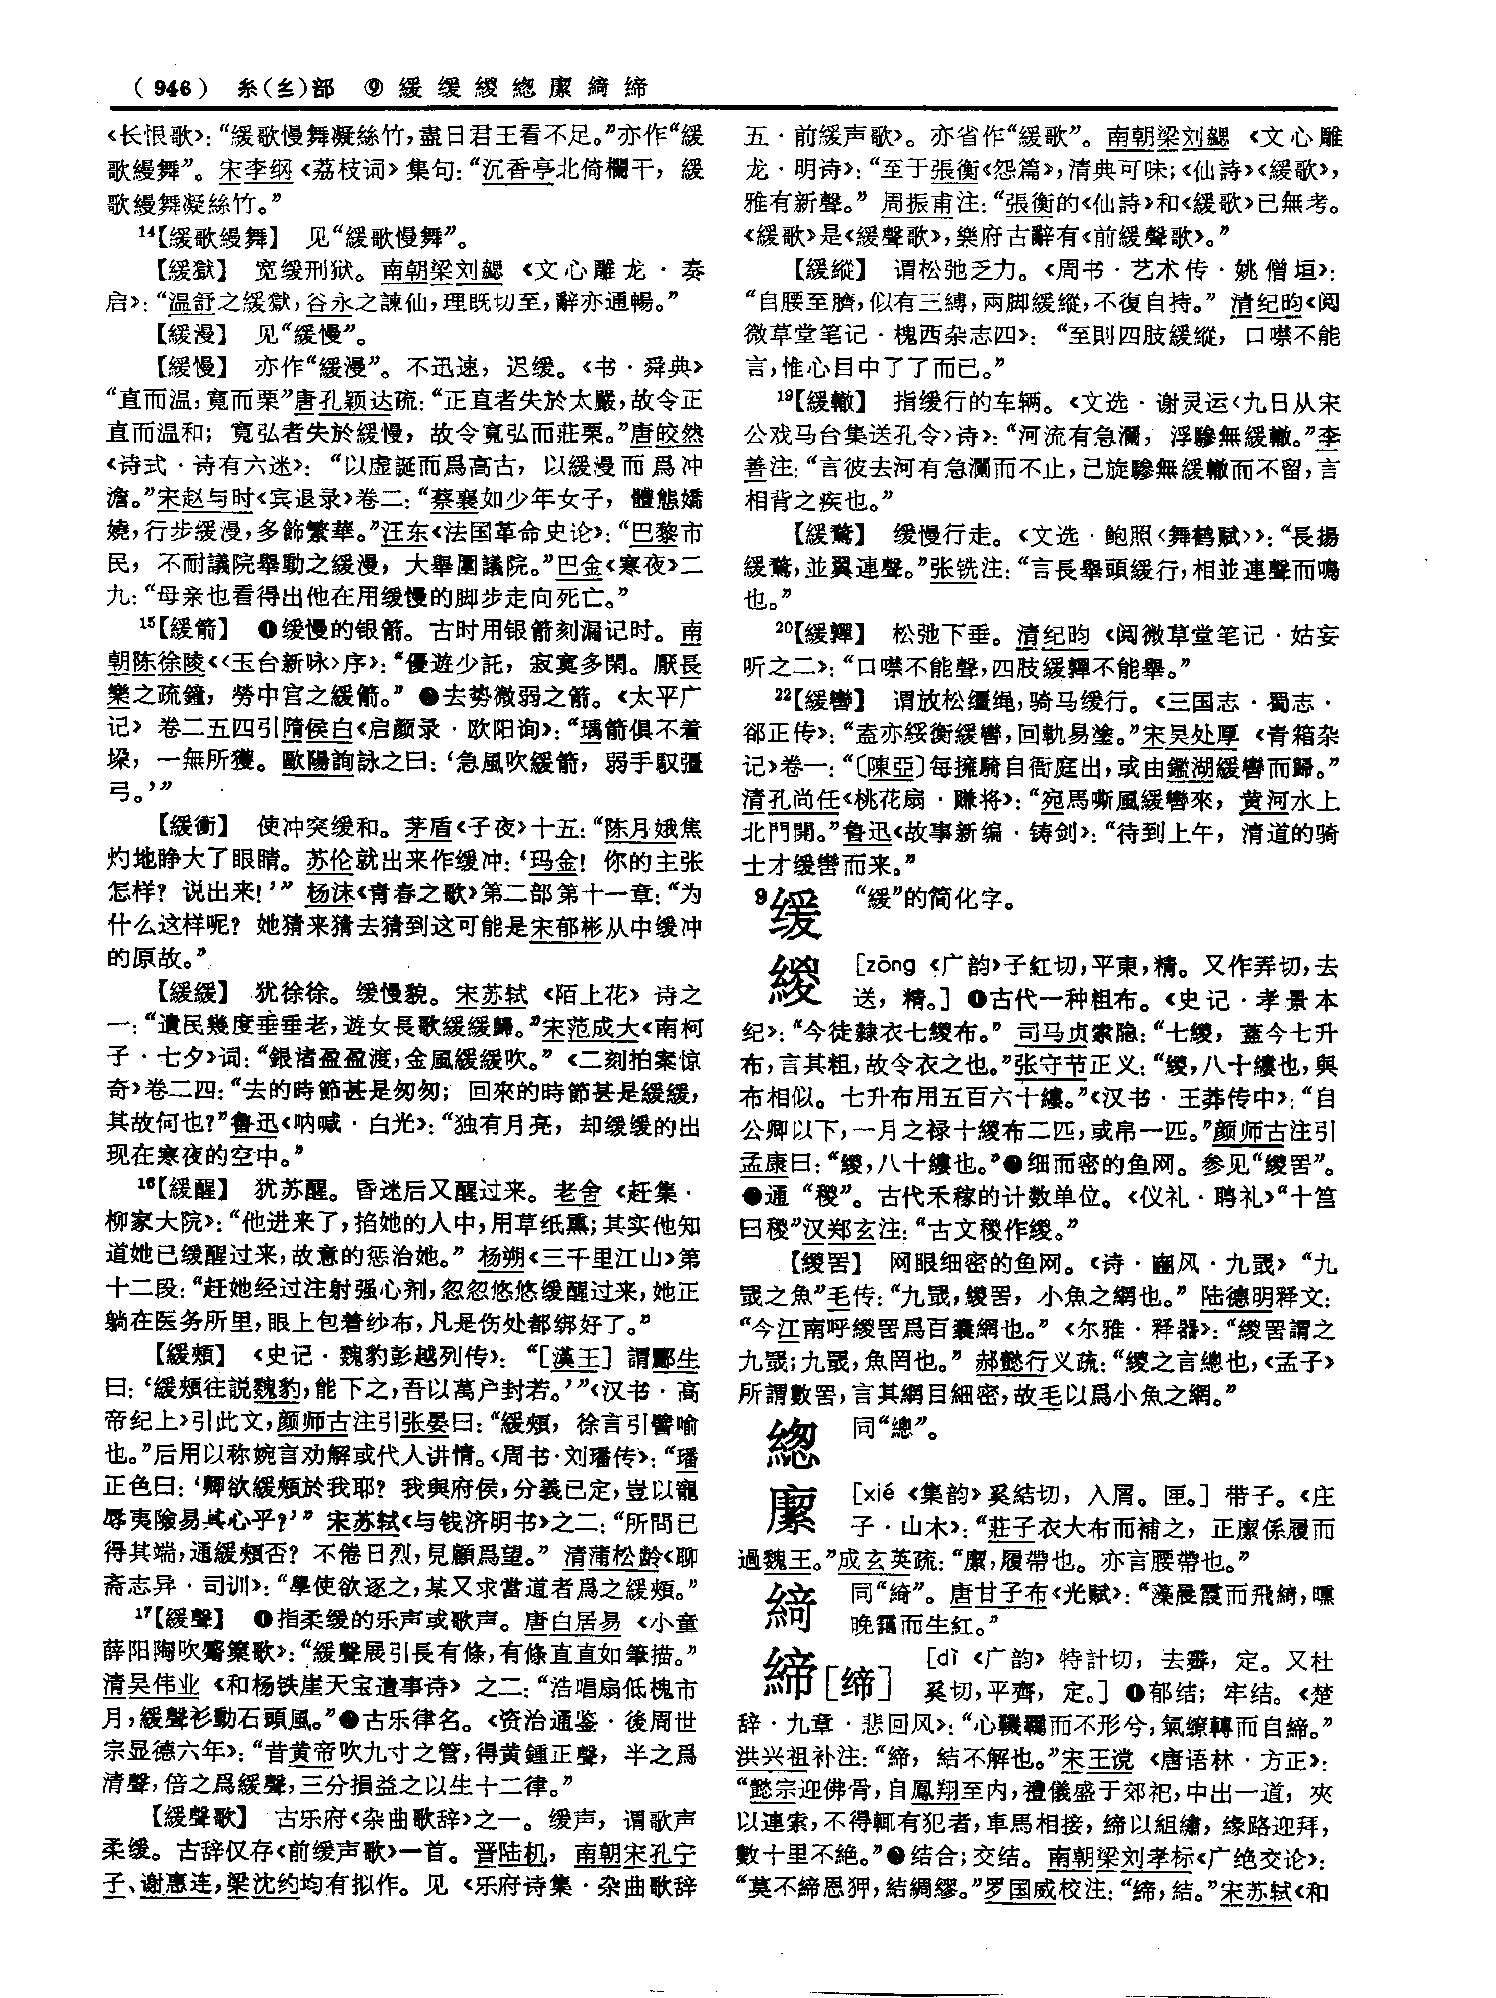 (946) 糸(纟)部 ⑨ 緩缓緵緫緳綺締
《长恨歌》：“緩歌慢舞凝絲竹，盡日君王看不足。”亦作“緩
歌縵舞”。宋李纲《荔枝词》集句：“沉香亭北倚欄干，緩
歌縵舞凝絲竹。”
14【缓歌缦舞】 见“緩歌慢舞”。
【緩獄】 宽缓刑狱。南朝梁刘勰《文心雕龙·奏
启》：“温舒之緩獄，谷永之諫仙，理既切至，辭亦通暢。”
【緩漫】 见“緩慢”。
【緩慢】 亦作“緩漫”。不迅速，迟缓。《书·舜典》
“直而温，寬而栗”唐孔颖达疏：“正直者失於太嚴，故令正
直而温和；寬弘者失於緩慢，故令寬弘而莊栗。”唐皎然
《诗式·诗有六迷》：“以虚誕而爲高古，以緩漫而爲冲
澹。”宋赵与时《宾退录》卷二：“蔡襄如少年女子，體態嬌
嬈，行步緩漫，多飾繁華。”汪东《法国革命史论》：“巴黎市
民，不耐議院舉動之緩漫，大舉圍議院。”巴金《寒夜》二
九：“母亲也看得出他在用缓慢的脚步走向死亡。”
15【緩箭】 ❶缓慢的银箭。古时用银箭刻漏记时。南
朝陈徐陵《〈玉台新咏〉序》：“優遊少託，寂寞多閑。厭長
樂之疏鐘，勞中宫之緩箭。”❷去势微弱之箭。《太平广
记》卷二五四引隋侯白《启颜录·欧阳询》：“瑀箭俱不着
垛，一無所獲。歐陽詢詠之曰：‘急風吹緩箭，弱手馭彊
弓。’”
【緩衝】 使冲突缓和。茅盾《子夜》十五：“陈月娥焦
灼地睁大了眼睛。苏伦就出来作缓冲：‘玛金！你的主张
怎样？说出来！’”杨沫《青春之歌》第二部第十一章：“为
什么这样呢？她猜来猜去猜到这可能是宋郁彬从中缓冲
的原故。”
【緩緩】 犹徐徐。缓慢貌。宋苏轼《陌上花》诗之
一：“遺民幾度垂垂老，遊女長歌緩緩歸。”宋范成大《南柯
子·七夕》词：“銀渚盈盈渡，金風緩緩吹。”《二刻拍案惊
奇》卷二四：“去的時節甚是匆匆；回來的時節甚是緩緩，
其故何也？”鲁迅《呐喊·白光》：“独有月亮，却缓缓的出
现在寒夜的空中。”
16【緩醒】 犹苏醒。昏迷后又醒过来。老舍《赶集·
柳家大院》：“他进来了，掐她的人中，用草纸熏；其实他知
道她已缓醒过来，故意的惩治她。”杨朔《三千里江山》第
十二段：“赶她经过注射强心剂，忽忽悠悠缓醒过来，她正
躺在医务所里，眼上包着纱布，凡是伤处都绑好了。”
【緩頰】 《史记·魏豹彭越列传》：“[漢王]謂酈生
曰：‘緩頰往説魏豹，能下之，吾以萬户封若。’”《汉书·高
帝纪上》引此文，颜师古注引张晏曰：“緩頰，徐言引譬喻
也。”后用以称婉言劝解或代人讲情。《周书·刘璠传》：“璠
正色曰：‘卿欲緩頰於我耶？我與府侯，分義已定，豈以寵
辱夷險易其心乎？’”宋苏轼《与钱济明书》之二：“所問已
得其端，通緩頰否？不倦日烈，見顧爲望。”清蒲松龄《聊
斋志异·司训》：“學使欲逐之，某又求當道者爲之緩頰。”
17【緩聲】 ❶指柔缓的乐声或歌声。唐白居易《小童
薛阳陶吹觱篥歌》：“緩聲展引長有條，有條直直如筆描。”
清吴伟业《和杨铁崖天宝遗事诗》之二：“浩唱扇低槐市
月，緩聲衫動石頭風。”❷古乐律名。《资治通鉴·後周世
宗显德六年》：“昔黄帝吹九寸之管，得黄鍾正聲，半之爲
清聲，倍之爲緩聲，三分損益之以生十二律。”
【緩聲歌】 古乐府《杂曲歌辞》之一。缓声，谓歌声
柔缓。古辞仅存《前缓声歌》一首。晋陆机，南朝宋孔宁
子、谢惠连，梁沈约均有拟作。见《乐府诗集·杂曲歌辞
五·前缓声歌》。亦省作“緩歌”。南朝梁刘勰《文心雕
龙·明诗》：“至于張衡《怨篇》，清典可味；《仙詩》《緩歌》，
雅有新聲。”周振甫注：“張衡的《仙詩》和《緩歌》已無考。
《緩歌》是《緩聲歌》，樂府古辭有《前緩聲歌》。”
【緩縱】 谓松弛乏力。《周书·艺术传·姚僧垣》：
“自腰至臍，似有三縛，兩脚緩縱，不復自持。”清纪昀《阅
微草堂笔记·槐西杂志四》：“至則四肢緩縱，口噤不能
言，惟心目中了了而已。”
19【緩轍】 指缓行的车辆。《文选·谢灵运〈九日从宋
公戏马台集送孔令〉诗》：“河流有急瀾，浮驂無緩轍。”李
善注：“言彼去河有急瀾而不止，已旋驂無緩轍而不留，言
相背之疾也。”
【緩騖】 缓慢行走。《文选·鲍照〈舞鹤赋〉》：“長揚
緩騖，並翼連聲。”张铣注：“言長舉頭緩行，相並連聲而鳴
也。”
20【緩軃】 松弛下垂。清纪昀《阅微草堂笔记·姑妄
听之二》：“口噤不能聲，四肢緩軃不能舉。”
22【緩轡】 谓放松缰绳，骑马缓行。《三国志·蜀志·
郤正传》：“盍亦綏衡緩轡，回軌易塗。”宋吴处厚《青箱杂
记》卷一：“〔陳亞〕每擁騎自衙庭出，或由鑑湖緩轡而歸。”
清孔尚任《桃花扇·赚将》：“宛馬嘶風緩轡來，黄河水上
北門開。”鲁迅《故事新编·铸剑》：“待到上午，清道的骑
士才缓辔而来。”
9缓 “緩”的简化字。
緵 [zōng 《广韵》子紅切，平東，精。又作弄切，去
送，精。] ❶古代一种粗布。《史记·孝景本
纪》：“今徒隸衣七緵布。”司马贞索隐：“七緵，蓋今七升
布，言其粗，故令衣之也。”张守节正义：“緵，八十縷也，與
布相似。七升布用五百六十縷。”《汉书·王莽传中》：“自
公卿以下，一月之禄十緵布二匹，或帛一匹。”颜师古注引
孟康曰：“緵，八十縷也。”❷细而密的鱼网。参见“緵罟”。
❸通“稯”。古代禾稼的计数单位。《仪礼·聘礼》“十筥
曰稯”汉郑玄注：“古文稯作緵。”
【緵罟】 网眼细密的鱼网。《诗·豳风·九罭》“九
罭之魚”毛传：“九罭，緵罟，小魚之網也。”陆德明释文：
“今江南呼緵罟爲百囊網也。”《尔雅·释器》：“緵罟謂之
九罭；九罭，魚罔也。”郝懿行义疏：“緵之言總也，《孟子》
所謂數罟，言其網目細密，故毛以爲小魚之網。”
緫 同“總”。
緳 [xié 《集韵》奚結切，入屑。匣。] 带子。《庄
子·山木》：“莊子衣大布而補之，正緳係履而
過魏王。”成玄英疏：“緳，履帶也。亦言腰帶也。”
同“綺”。唐甘子布《光赋》：“藻晨霞而飛綺，曛
晚靄而生紅。”
締[缔] [dì 《广韵》特計切，去霽，定。又杜
奚切，平齊，定。] ❶郁结；牢结。《楚
辞·九章·悲回风》：“心鞿羈而不形兮，氣繚轉而自締。”
洪兴祖补注：“締，結不解也。”宋王谠《唐语林·方正》：
“懿宗迎佛骨，自鳳翔至内，禮儀盛于郊祀，中出一道，夾
以連索，不得輒有犯者，車馬相接，締以組繡，缘路迎拜，
數十里不絶。”❷结合；交结。南朝梁刘孝标《广绝交论》：
“莫不締恩狎，結綢繆。”罗国威校注：“締，結。”宋苏轼《和